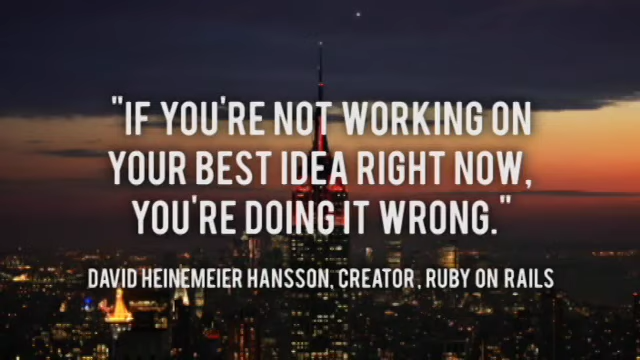 "IF YOU'RE NOT WORKING ON
YOUR BEST IDEA RIGHT NOW,
YOU'RE DOING IT WRONG."
DAVID HEINEMEIER HANSSON, CREATOR, RUBY ON RAILS